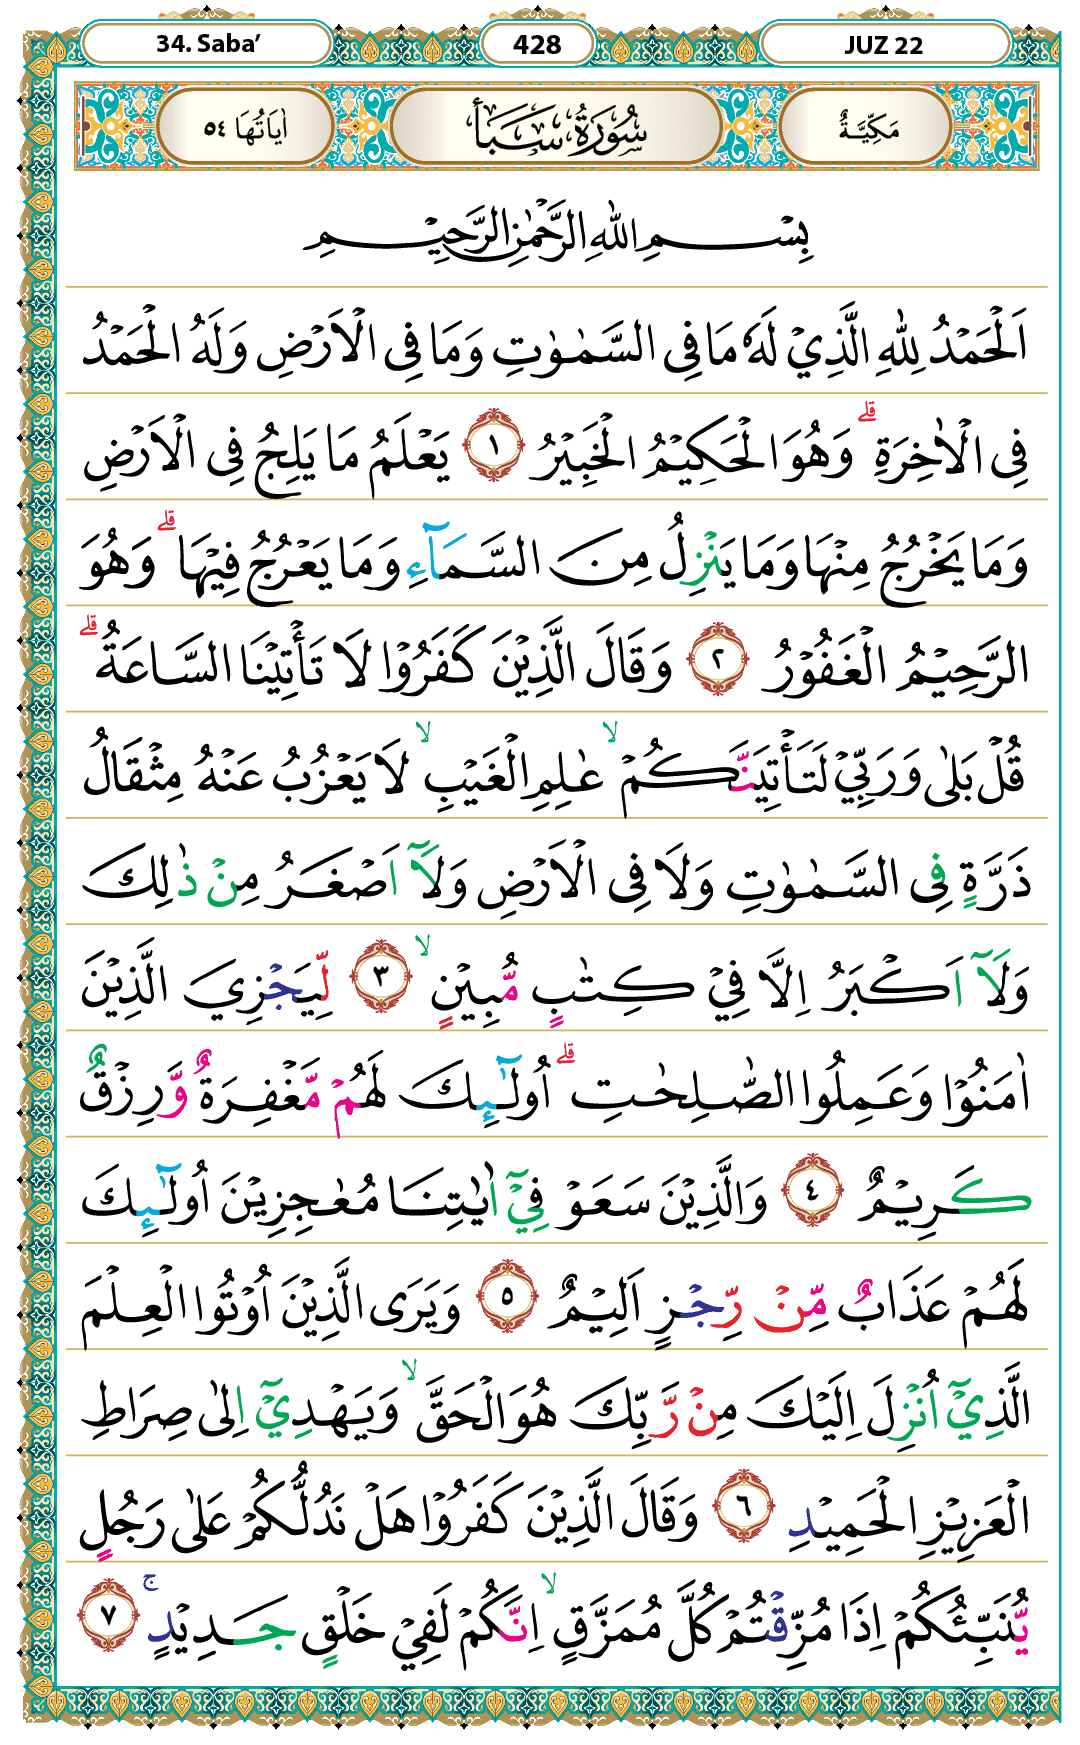 34. Saba’ 428 JUZ 22
مَكِّيَّةٌ سُوْرَةُ سَبَأ اٰيَاتُهَا ٥٤
بِسْمِ اللّٰهِ الرَّحْمٰنِ الرَّحِيْمِ
اَلْحَمْدُ لِلّٰهِ الَّذِيْ لَهٗ مَا فِى السَّمٰوٰتِ وَمَا فِى الْاَرْضِ وَلَهُ الْحَمْدُ
فِى الْاٰخِرَةِ ۗ وَهُوَ الْحَكِيْمُ الْخَبِيْرُ ١ يَعْلَمُ مَا يَلِجُ فِى الْاَرْضِ
وَمَا يَخْرُجُ مِنْهَا وَمَا يَنْزِلُ مِنَ السَّمَاۤءِ وَمَا يَعْرُجُ فِيْهَا ۗ وَهُوَ
الرَّحِيْمُ الْغَفُوْرُ ٢ وَقَالَ الَّذِيْنَ كَفَرُوْا لَا تَأْتِيْنَا السَّاعَةُ ۗ
قُلْ بَلٰى وَرَبِّيْ لَتَأْتِيَنَّكُمْ ۙ عٰلِمِ الْغَيْبِ ۙ لَا يَعْزُبُ عَنْهُ مِثْقَالُ
ذَرَّةٍ فِى السَّمٰوٰتِ وَلَا فِى الْاَرْضِ وَلَآ اَصْغَرُ مِنْ ذٰلِكَ
وَلَآ اَكْبَرُ اِلَّا فِيْ كِتٰبٍ مُّبِيْنٍ ۙ ٣ لِّيَجْزِيَ الَّذِيْنَ
اٰمَنُوْا وَعَمِلُوا الصّٰلِحٰتِ ۗ اُولٰۤىِٕكَ لَهُمْ مَّغْفِرَةٌ وَّرِزْقٌ
كَرِيْمٌ ٤ وَالَّذِيْنَ سَعَوْ فِيْٓ اٰيٰتِنَا مُعٰجِزِيْنَ اُولٰۤىِٕكَ
لَهُمْ عَذَابٌ مِّنْ رِّجْزٍ اَلِيْمٌ ٥ وَيَرَى الَّذِيْنَ اُوْتُوا الْعِلْمَ
الَّذِيْٓ اُنْزِلَ اِلَيْكَ مِنْ رَّبِّكَ هُوَ الْحَقَّ ۙ وَيَهْدِيْٓ اِلٰى صِرَاطِ
الْعَزِيْزِ الْحَمِيْدِ ٦ وَقَالَ الَّذِيْنَ كَفَرُوْا هَلْ نَدُلُّكُمْ عَلٰى رَجُلٍ
يُّنَبِّئُكُمْ اِذَا مُزِّقْتُمْ كُلَّ مُمَزَّقٍ ۙ اِنَّكُمْ لَفِيْ خَلْقٍ جَدِيْدٍ ۚ ٧